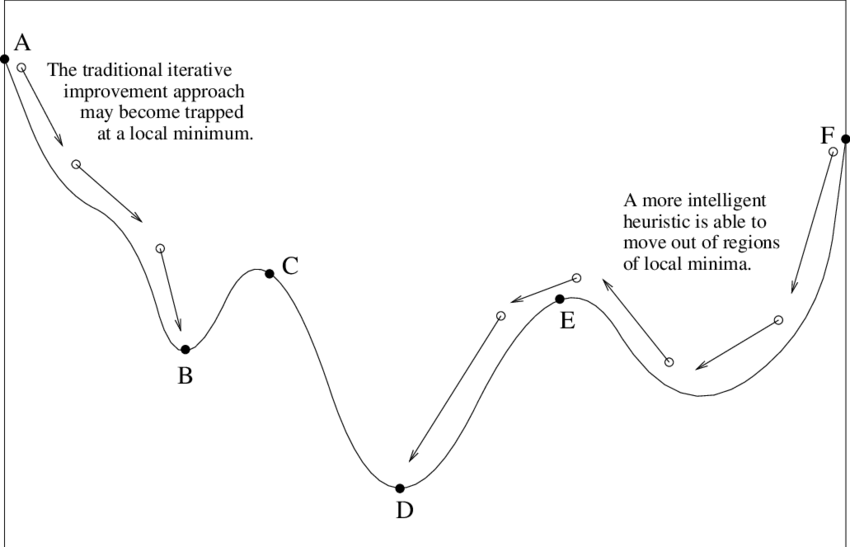 A
The traditional iterative
improvement approach
may become trapped
at a local minimum.
F
A more intelligent
heuristic is able to
move out of regions
of local minima.
C
E
B
D